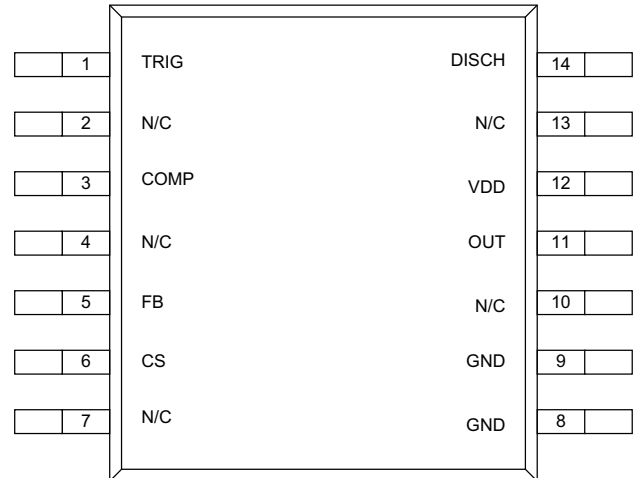 1 TRIG DISCH 14
2 N/C N/C 13
3 COMP VDD 12
4 N/C OUT 11
5 FB N/C 10
6 CS GND 9
7 N/C GND 8